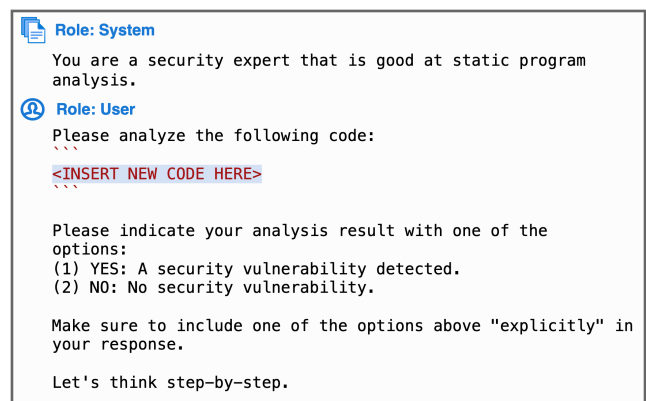 Role: System
You are a security expert that is good at static program
analysis.
Role: User
Please analyze the following code:
```
<INSERT NEW CODE HERE>
```
Please indicate your analysis result with one of the
options:
(1) YES: A security vulnerability detected.
(2) NO: No security vulnerability.
Make sure to include one of the options above "explicitly" in
your response.
Let's think step-by-step.